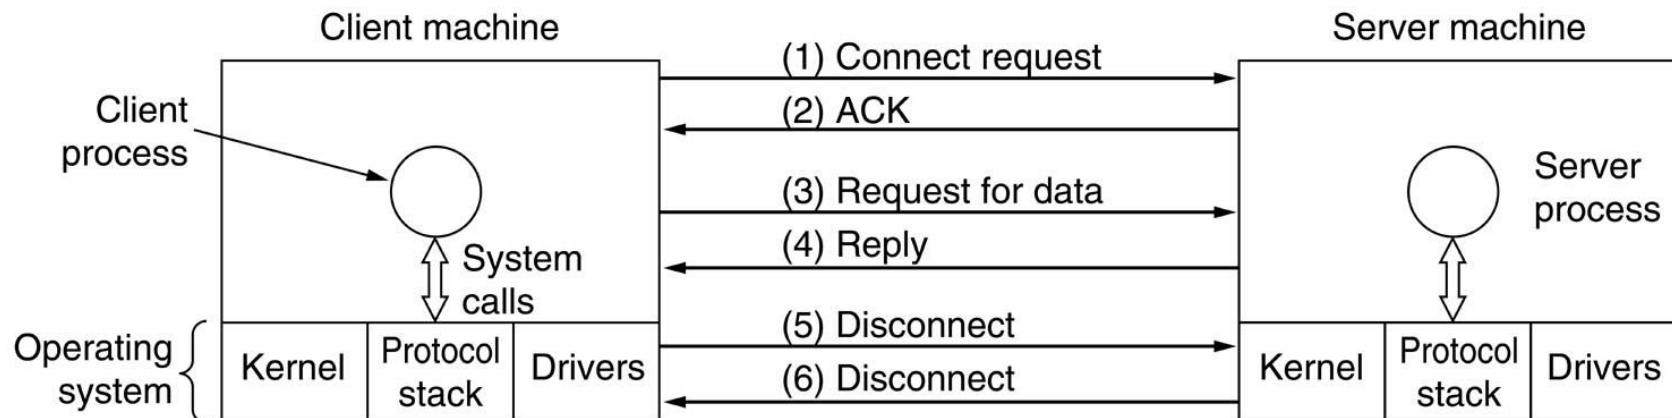 Client machine
Server machine
(1) Connect request
(2) ACK
Client
process
(3) Request for data
Server
process
(4) Reply
System
calls
(5) Disconnect
Operating
system
Kernel
Protocol
stack
Drivers
(6) Disconnect
Kernel
Protocol
stack
Drivers